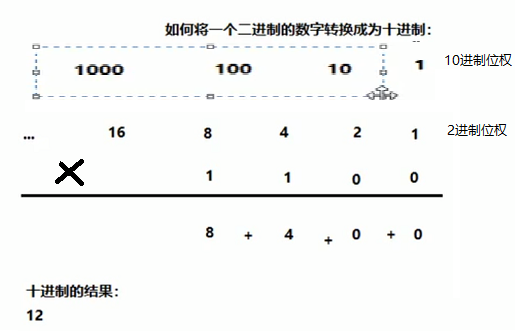 如何将一个二进制的数字转换成为十进制：
1000 100 10 1 10进制位权
... 16 8 4 2 1 2进制位权
× 1 1 0 0
8 + 4 + 0 + 0
十进制的结果：
12